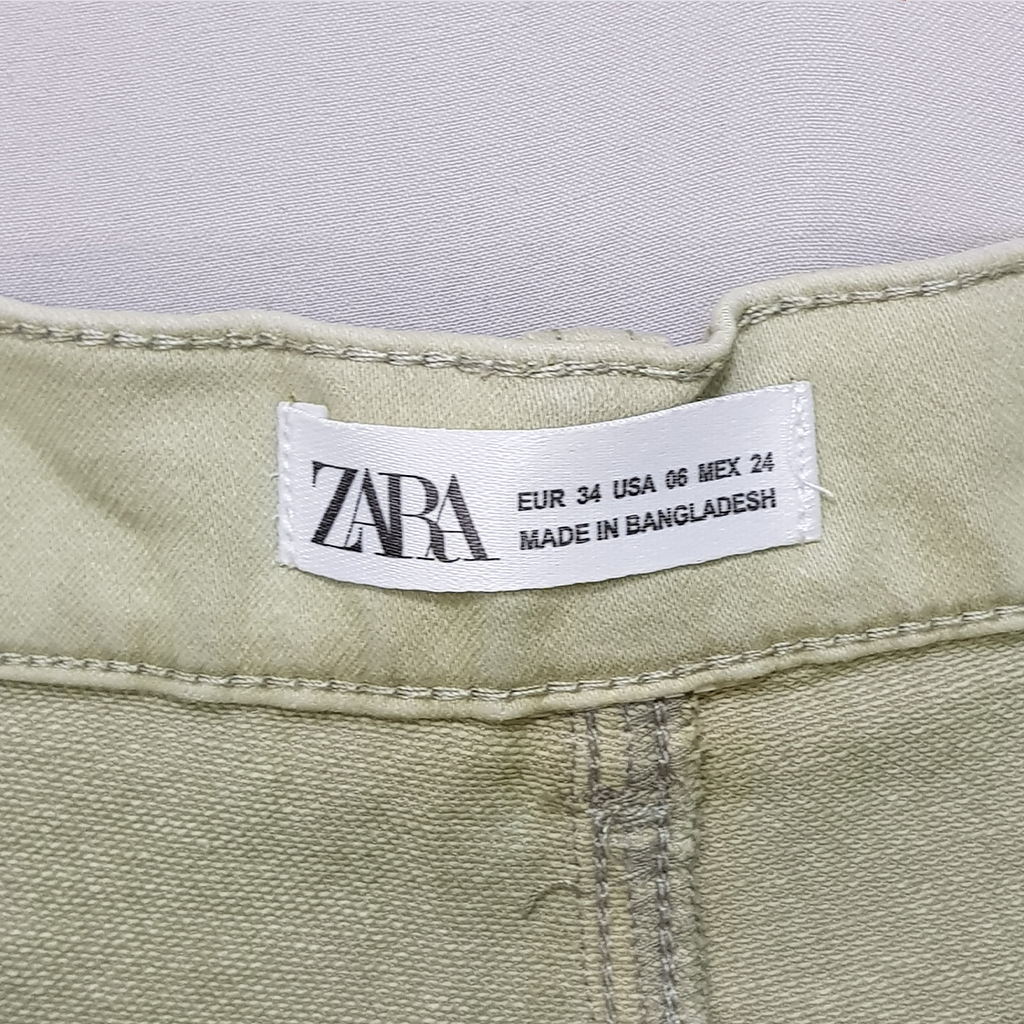 ZARA
EUR 34 USA 06 MEX 24
MADE IN BANGLADESH